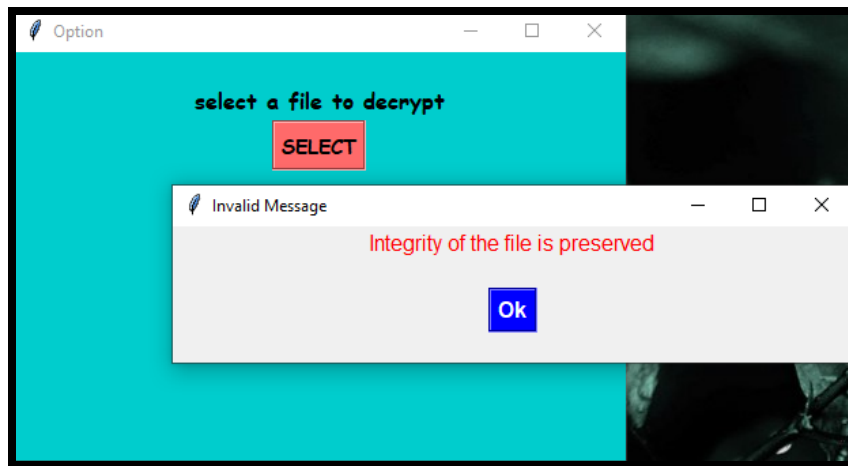 Option
select a file to decrypt
SELECT
Invalid Message
Integrity of the file is preserved
Ok